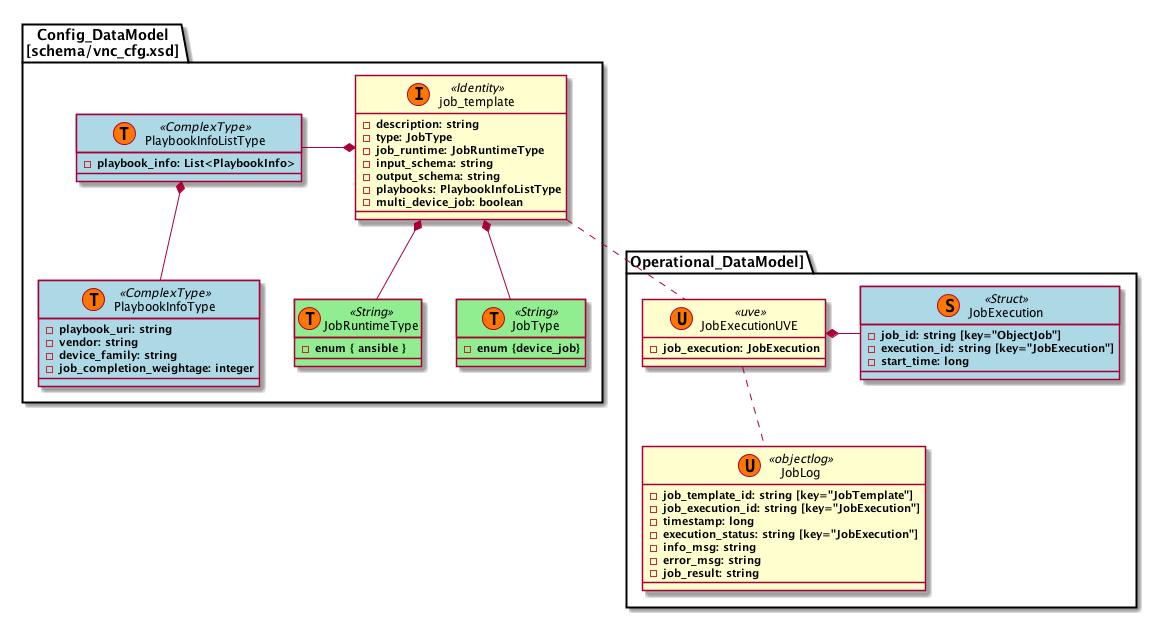 Config_DataModel
[schema/vnc_cfg.xsd]
I
«Identity»
job_template
description: string
type: JobType
job_runtime: JobRuntimeType
input_schema: string
output_schema: string
playbooks: PlaybookInfoListType
multi_device_job: boolean
T
«ComplexType»
PlaybookInfoListType
playbook_info: List<PlaybookInfo>
T
«ComplexType»
PlaybookInfoType
playbook_uri: string
vendor: string
device_family: string
job_completion_weightage: integer
T
«String»
JobRuntimeType
enum { ansible }
T
«String»
JobType
enum {device_job}
Operational_DataModel]
U
«uve»
JobExecutionUVE
job_execution: JobExecution
S
«Struct»
JobExecution
job_id: string [key="ObjectJob"]
execution_id: string [key="JobExecution"]
start_time: long
U
«objectlog»
JobLog
job_template_id: string [key="JobTemplate"]
job_execution_id: string [key="JobExecution"]
timestamp: long
execution_status: string [key="JobExecution"]
info_msg: string
error_msg: string
job_result: string